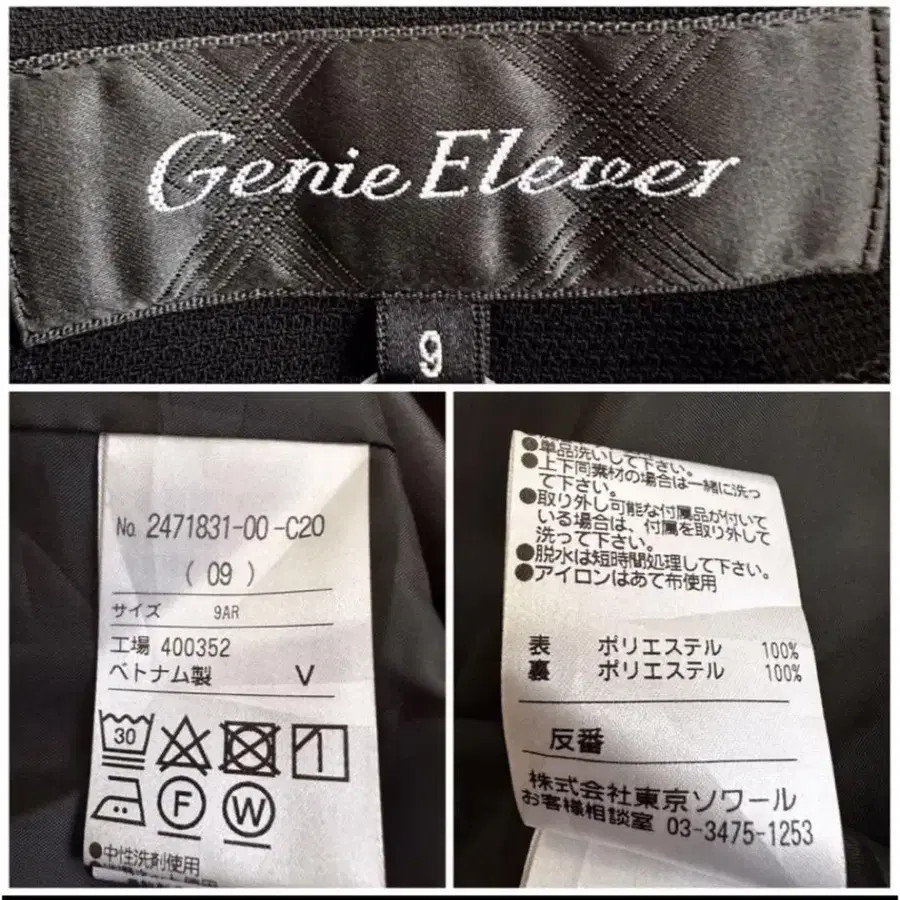 Genie Elever
9
No. 2471831-00-C20
( 09 )
サイズ 9AR
工場 400352
ベトナム製 V
30
F W
●中性洗剤使用
●単品洗いして下さい。
●上下同素材の場合は一緒に洗っ
て下さい。
●取り外し可能な付属品が付いて
いる場合は、付属を取り外して
洗って下さい。
●脱水は短時間処理して下さい。
●アイロンはあて布使用
表 ポリエステル 100%
裏 ポリエステル 100%
反番
株式会社東京ソワール
お客様相談室 03-3475-1253